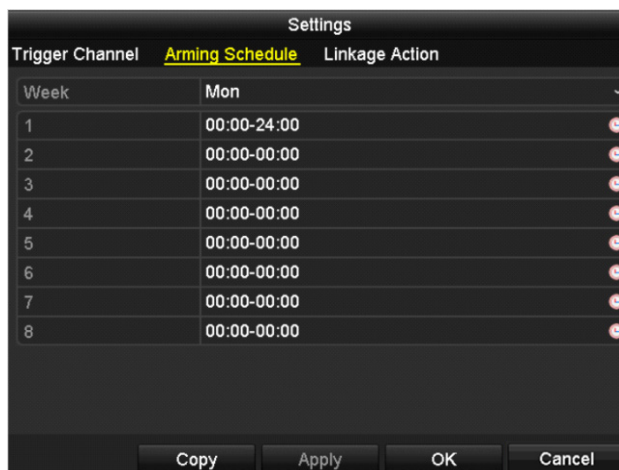 Settings
Trigger Channel Arming Schedule Linkage Action
Week Mon
1 00:00-24:00
2 00:00-00:00
3 00:00-00:00
4 00:00-00:00
5 00:00-00:00
6 00:00-00:00
7 00:00-00:00
8 00:00-00:00
Copy Apply OK Cancel